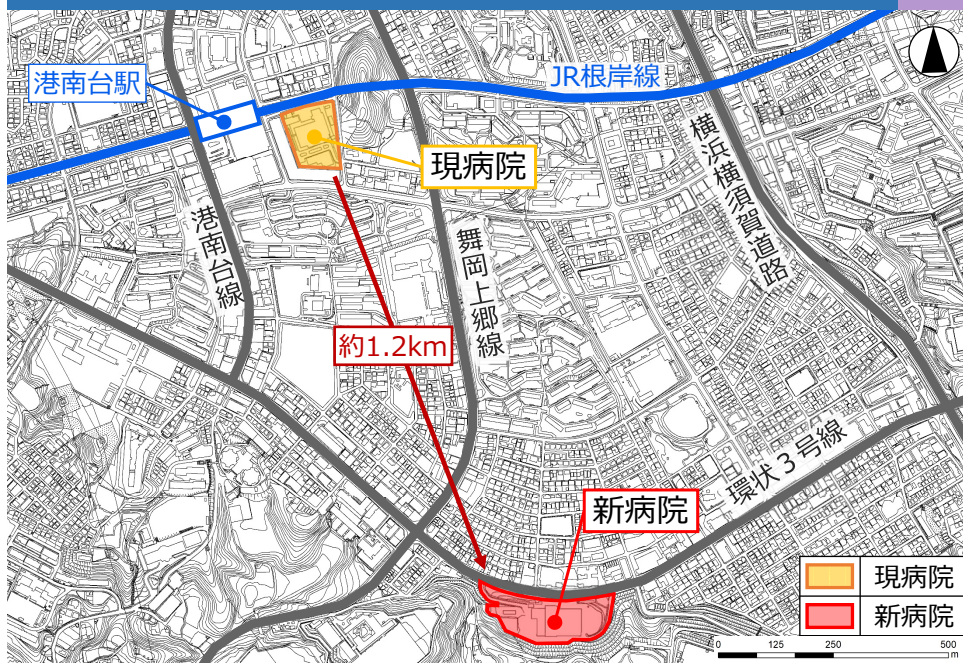 港南台駅
JR根岸線
現病院
横浜横須賀道路
港南台線
舞岡上郷線
約1.2km
環状3号線
新病院
現病院
新病院
0 125 250 500
m